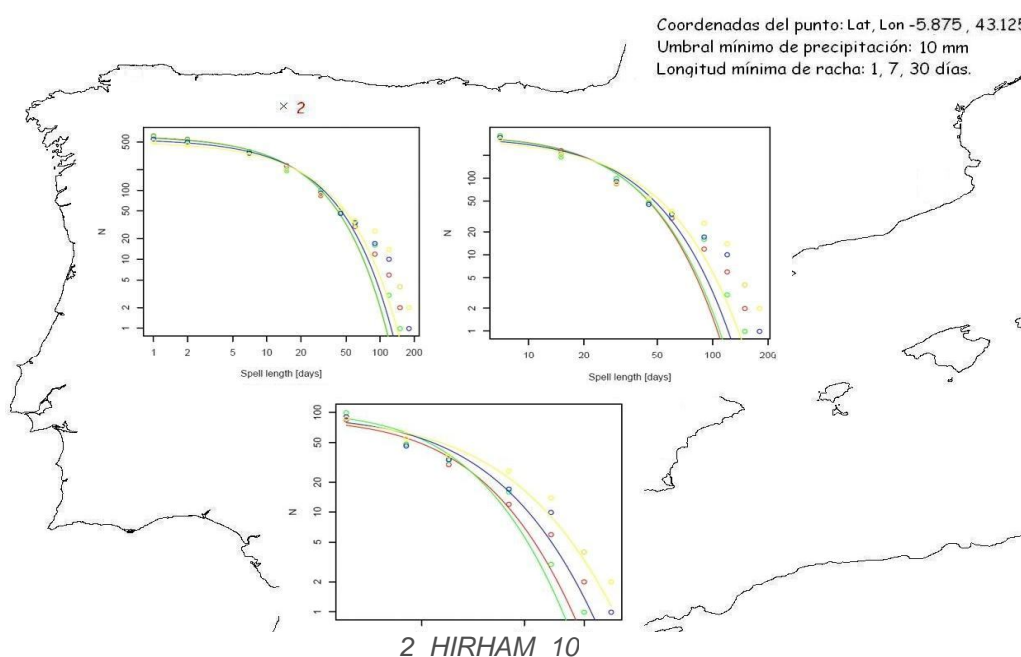 Coordenadas del punto: Lat, Lon -5.875 , 43.125
Umbral mínimo de precipitación: 10 mm
Longitud mínima de racha: 1, 7, 30 días.
× 2
500
100
50
20
10
5
2
1
N
1 2 5 10 20 50 100 200
Spell length [days]
100
50
20
10
5
2
1
N
10 20 50 100 200
Spell length [days]
100
50
20
10
5
2
1
N
2 HIRHAM 10